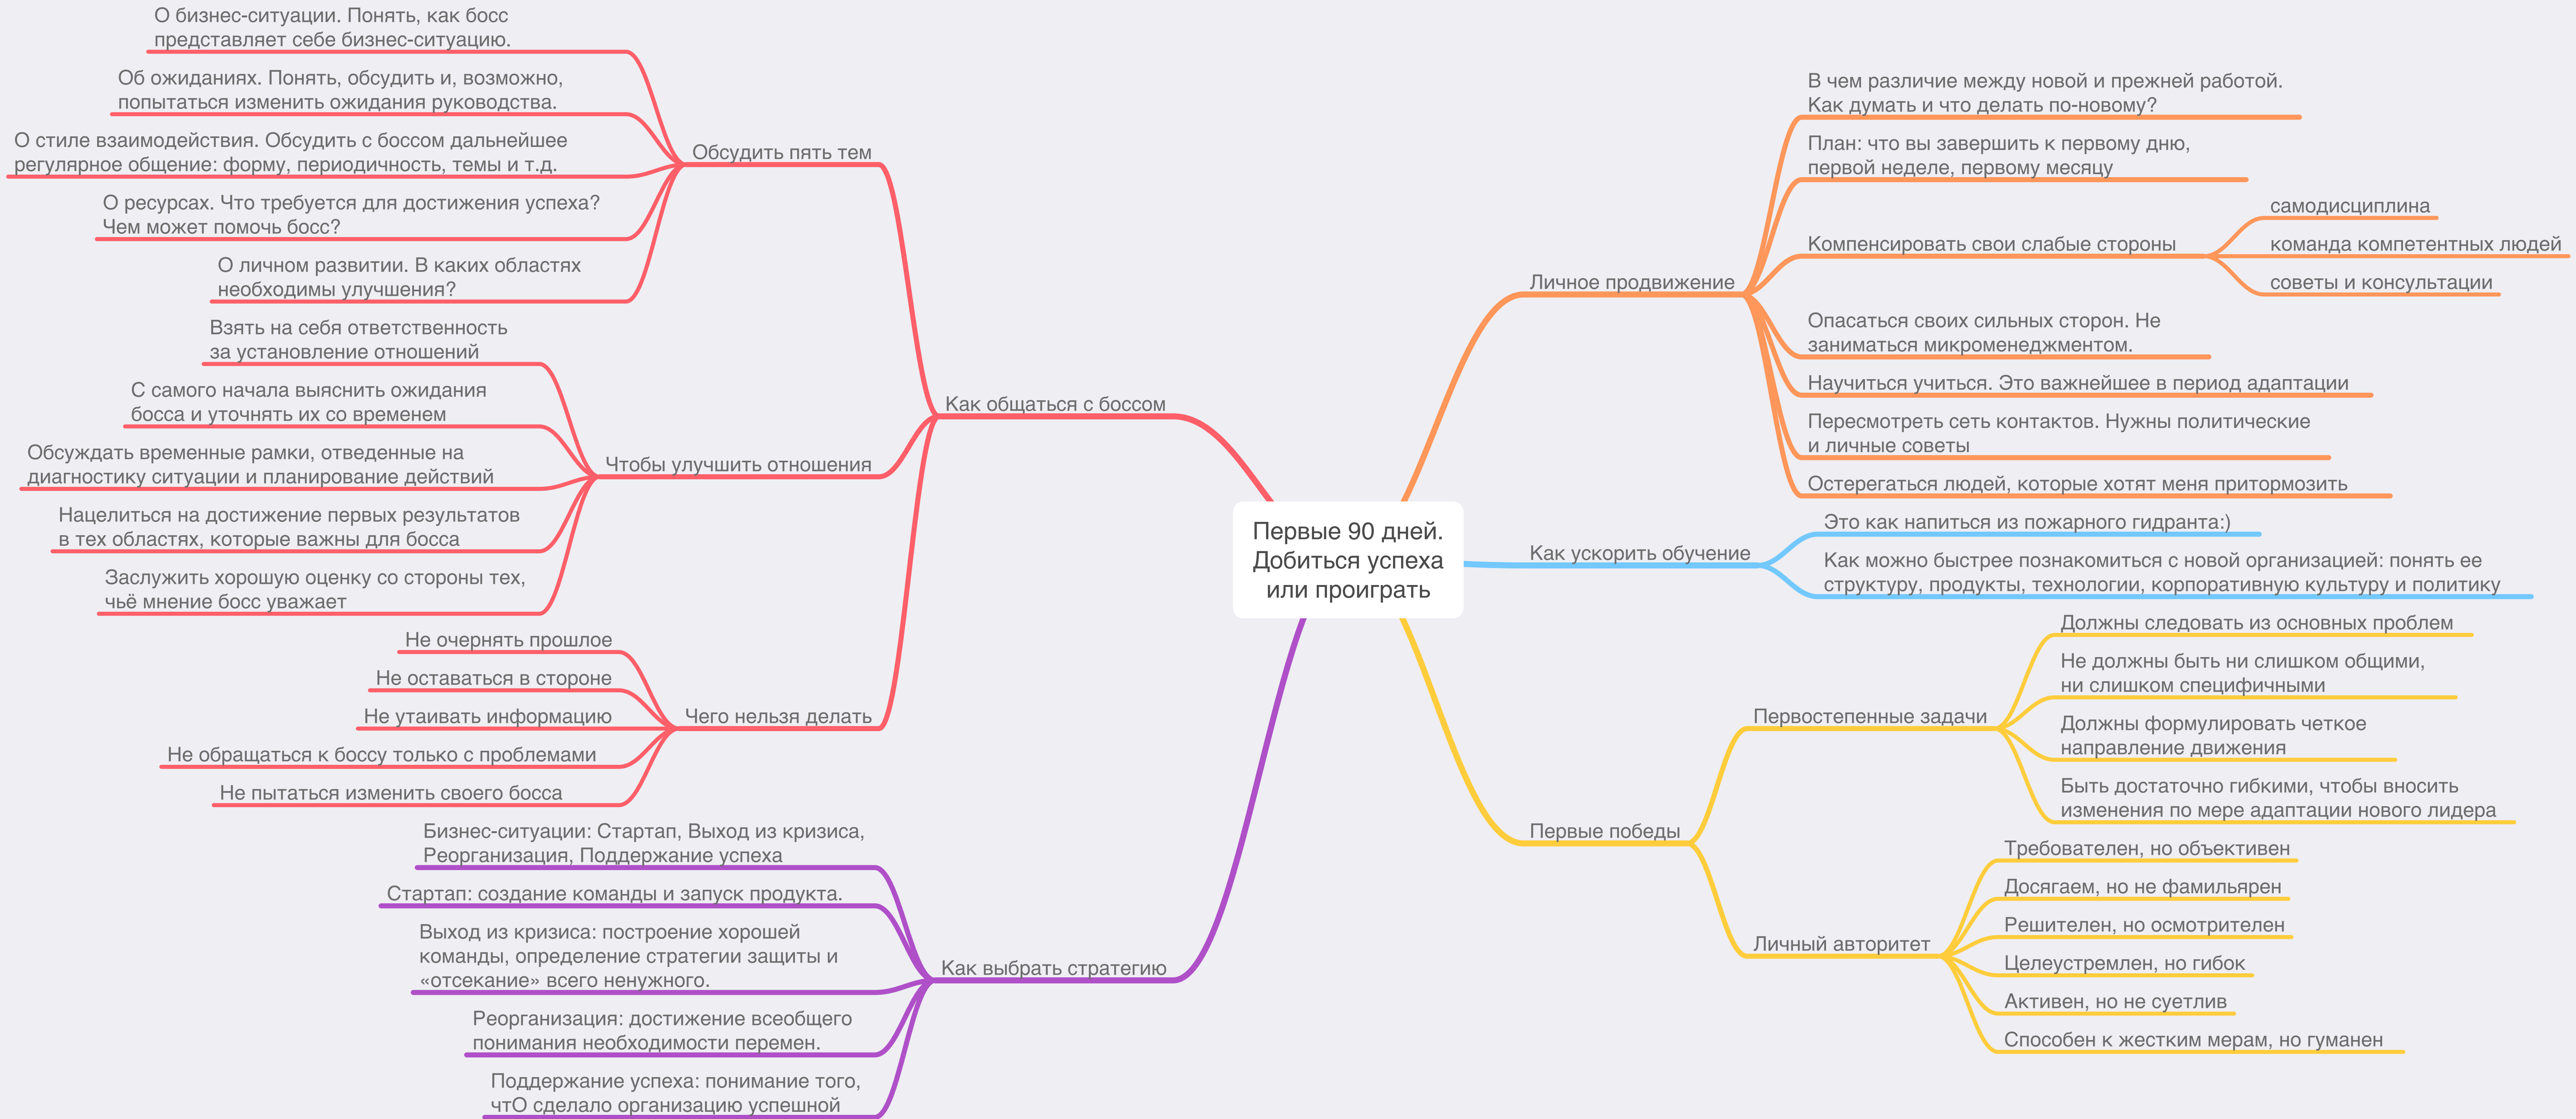 Первые 90 дней.
Добиться успеха
или проиграть
Личное продвижение
В чем различие между новой и прежней работой.
Как думать и что делать по-новому?
План: что вы завершить к первому дню,
первой неделе, первому месяцу
Компенсировать свои слабые стороны
самодисциплина
команда компетентных людей
советы и консультации
Опасаться своих сильных сторон. Не
заниматься микроменеджментом.
Научиться учиться. Это важнейшее в период адаптации
Пересмотреть сеть контактов. Нужны политические
и личные советы
Остерегаться людей, которые хотят меня притормозить
Как ускорить обучение
Это как напиться из пожарного гидранта:)
Как можно быстрее познакомиться с новой организацией: понять ее
структуру, продукты, технологии, корпоративную культуру и политику
Первые победы
Первостепенные задачи
Должны следовать из основных проблем
Не должны быть ни слишком общими,
ни слишком специфичными
Должны формулировать четкое
направление движения
Быть достаточно гибкими, чтобы вносить
изменения по мере адаптации нового лидера
Личный авторитет
Требователен, но объективен
Досягаем, но не фамильярен
Решителен, но осмотрителен
Целеустремлен, но гибок
Активен, но не суетлив
Способен к жестким мерам, но гуманен
Как общаться с боссом
Обсудить пять тем
О бизнес-ситуации. Понять, как босс
представляет себе бизнес-ситуацию.
Об ожиданиях. Понять, обсудить и, возможно,
попытаться изменить ожидания руководства.
О стиле взаимодействия. Обсудить с боссом дальнейшее
регулярное общение: форму, периодичность, темы и т.д.
О ресурсах. Что требуется для достижения успеха?
Чем может помочь босс?
О личном развитии. В каких областях
необходимы улучшения?
Чтобы улучшить отношения
Взять на себя ответственность
за установление отношений
С самого начала выяснить ожидания
босса и уточнять их со временем
Обсуждать временные рамки, отведенные на
диагностику ситуации и планирование действий
Нацелиться на достижение первых результатов
в тех областях, которые важны для босса
Заслужить хорошую оценку со стороны тех,
чьё мнение босс уважает
Чего нельзя делать
Не очернять прошлое
Не оставаться в стороне
Не утаивать информацию
Не обращаться к боссу только с проблемами
Не пытаться изменить своего босса
Как выбрать стратегию
Бизнес-ситуации: Стартап, Выход из кризиса,
Реорганизация, Поддержание успеха
Стартап: создание команды и запуск продукта.
Выход из кризиса: построение хорошей
команды, определение стратегии защиты и
«отсекание» всего ненужного.
Реорганизация: достижение всеобщего
понимания необходимости перемен.
Поддержание успеха: понимание того,
чтО сделало организацию успешной